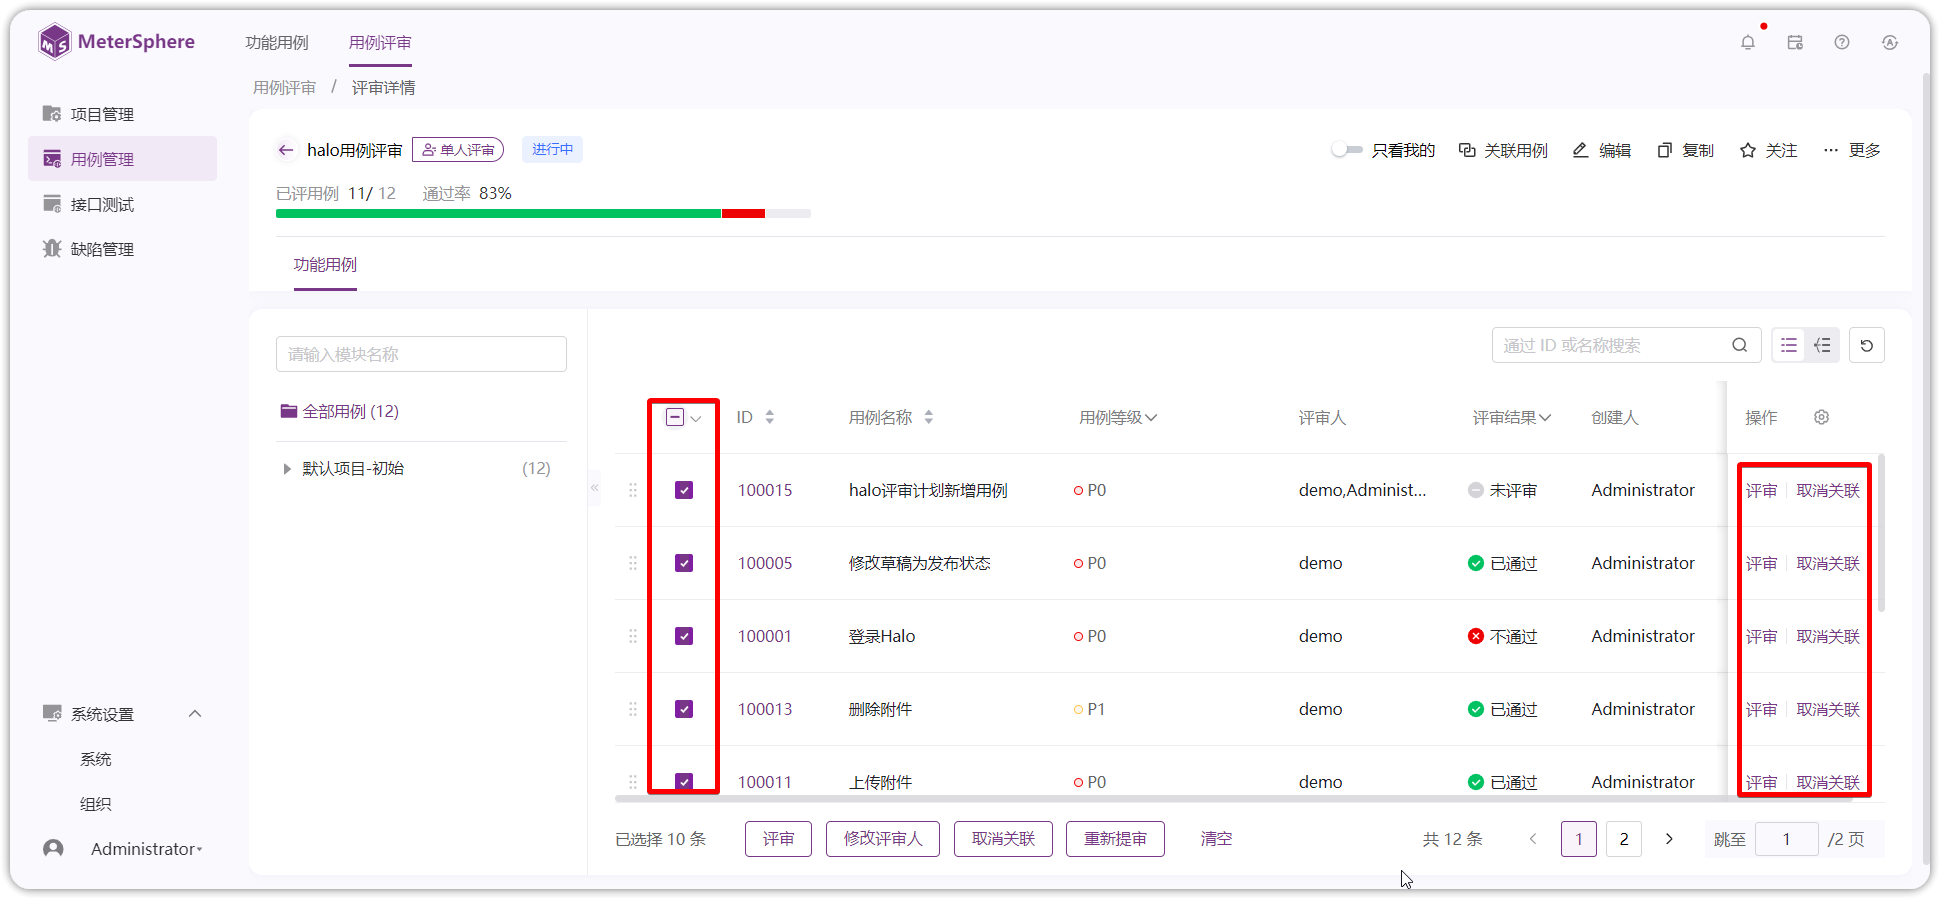 MeterSphere
功能用例 用例评审
用例评审 / 评审详情
项目管理
用例管理
接口测试
缺陷管理
系统设置
系统
组织
Administrator
halo用例评审 单人评审 进行中
只看我的 关联用例 编辑 复制 关注 更多
已评用例 11/ 12 通过率 83%
功能用例
请输入模块名称
全部用例 (12)
默认项目-初始 (12)
通过 ID 或名称搜索
ID 用例名称 用例等级 评审人 评审结果 创建人 操作
100015 halo评审计划新增用例 P0 demo,Administ... 未评审 Administrator 评审 取消关联
100005 修改草稿为发布状态 P0 demo 已通过 Administrator 评审 取消关联
100001 登录Halo P0 demo 不通过 Administrator 评审 取消关联
100013 删除附件 P1 demo 已通过 Administrator 评审 取消关联
100011 上传附件 P0 demo 已通过 Administrator 评审 取消关联
已选择 10 条 评审 修改评审人 取消关联 重新提审 清空 共 12 条 1 2 跳至 1 /2 页